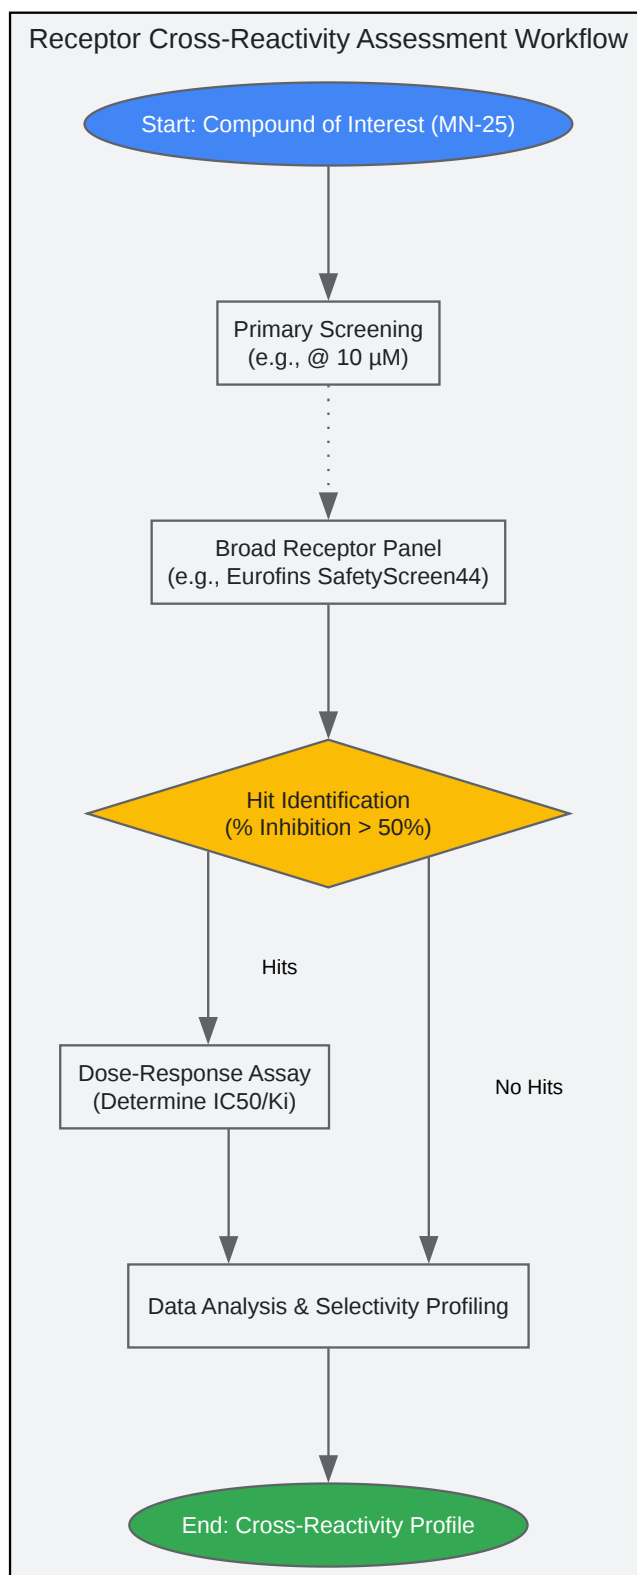 Receptor Cross-Reactivity Assessment Workflow
Start: Compound of Interest (MN-25)
Primary Screening
(e.g., @ 10 µM)
Broad Receptor Panel
(e.g., Eurofins SafetyScreen44)
Hit Identification
(% Inhibition > 50%)
Hits
Dose-Response Assay
(Determine IC50/Ki)
No Hits
Data Analysis & Selectivity Profiling
End: Cross-Reactivity Profile